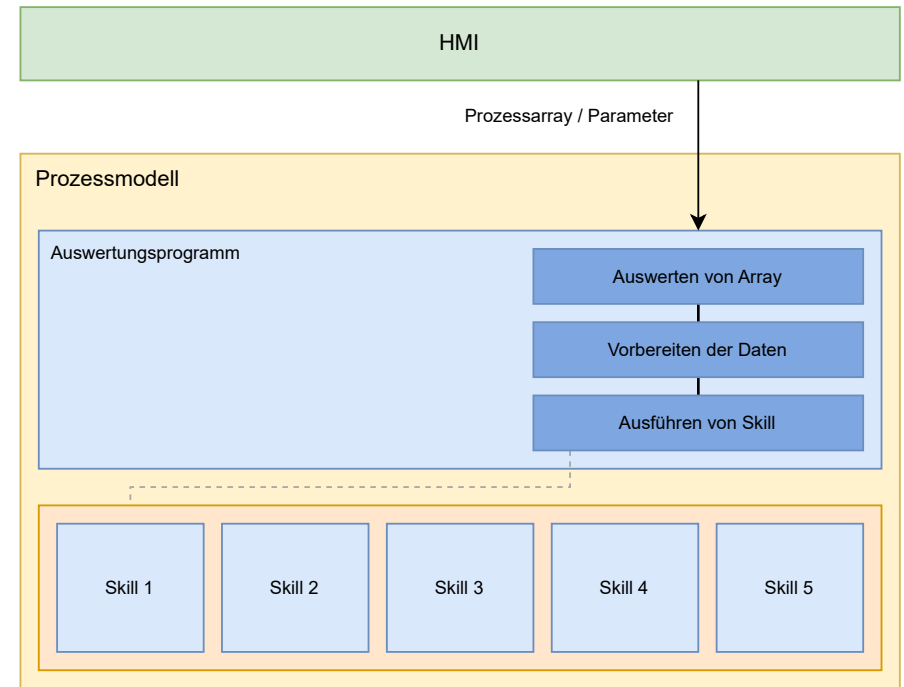 HMI
Prozessarray / Parameter
Prozessmodell
Auswertungsprogramm
Auswerten von Array
Vorbereiten der Daten
Ausführen von Skill
Skill 1
Skill 2
Skill 3
Skill 4
Skill 5